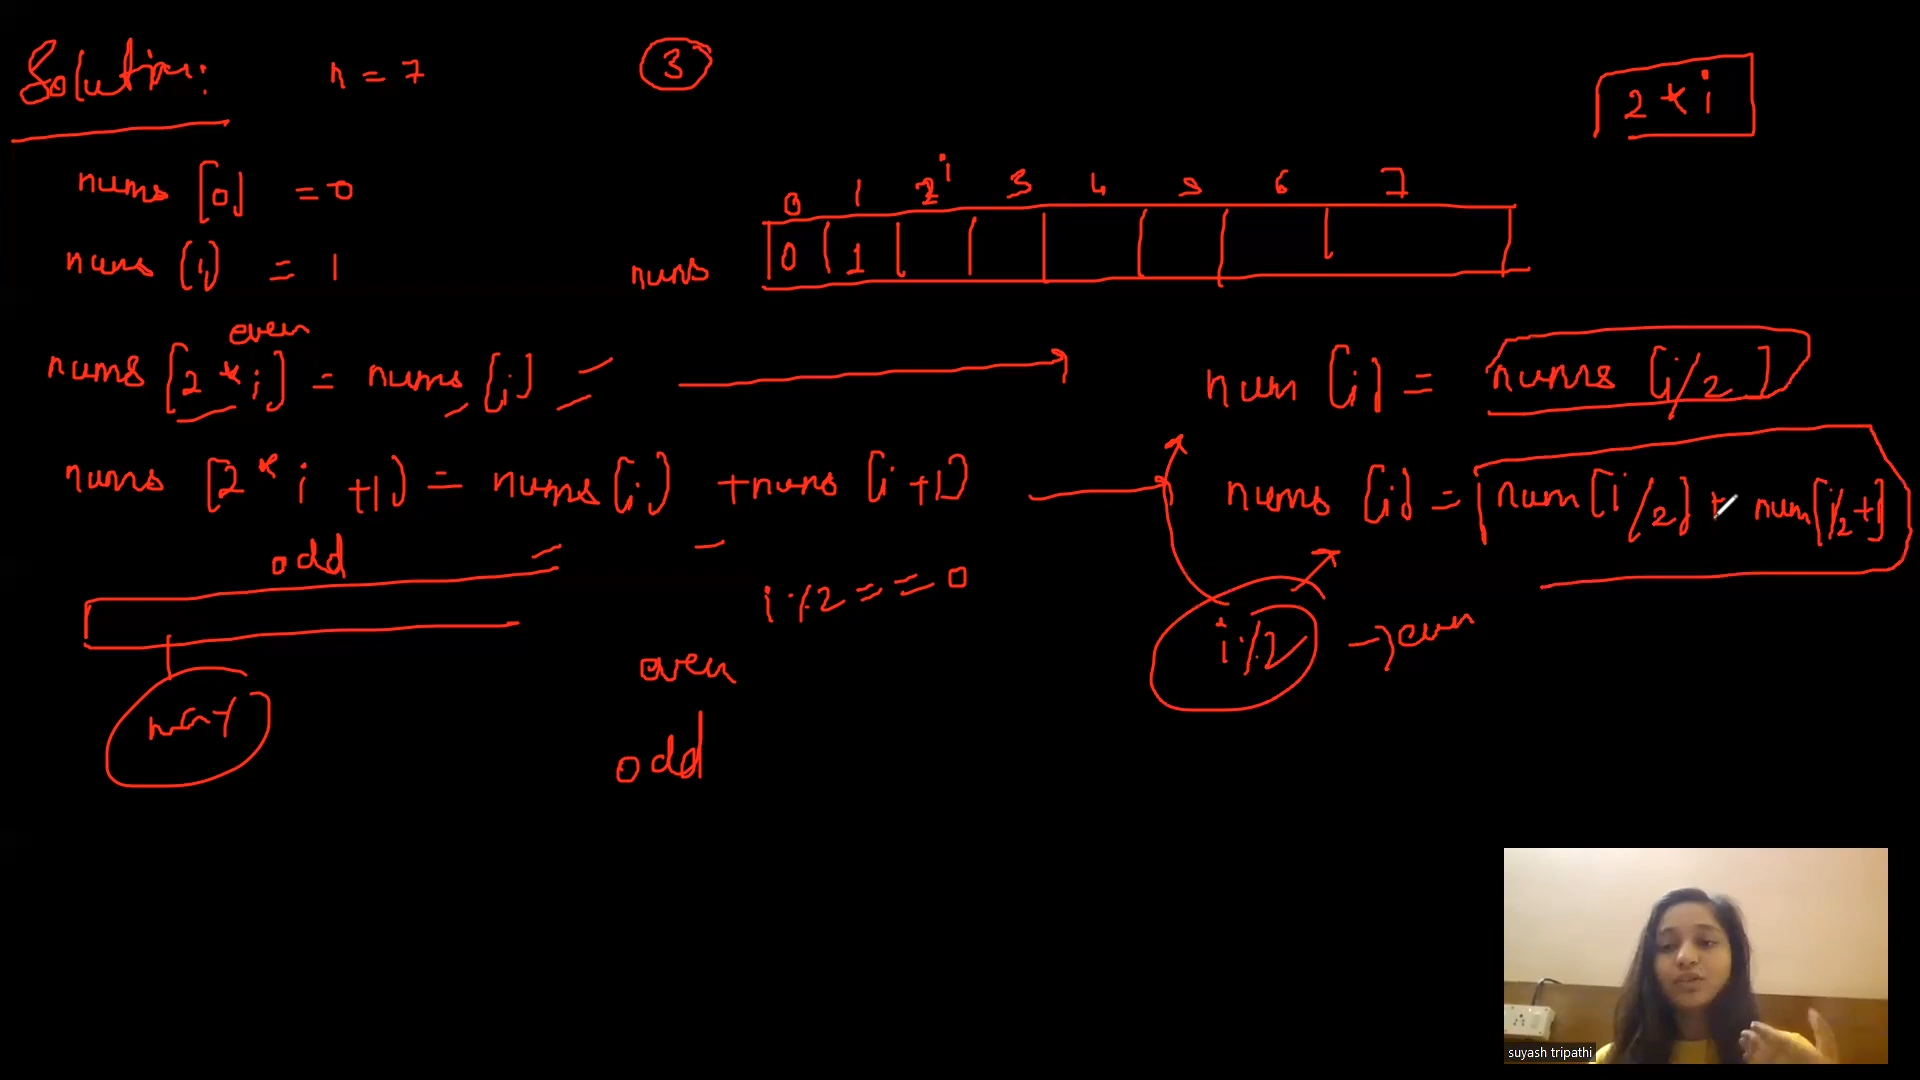 Solution: n = 7 3
2 * i
nums [0] = 0
i
0 1 2 3 4 5 6 7
nums [1] = 1
nums 0 1
even
nums [2 * i] = nums [i] num [i] = nums [i/2]
nums [2 * i +1] = nums [i] + nums [i +1] nums [i] = num [i/2] + num [i/2 +1]
odd
i % 2 == 0
i % 2 → even
even
max
odd
suyash tripathi